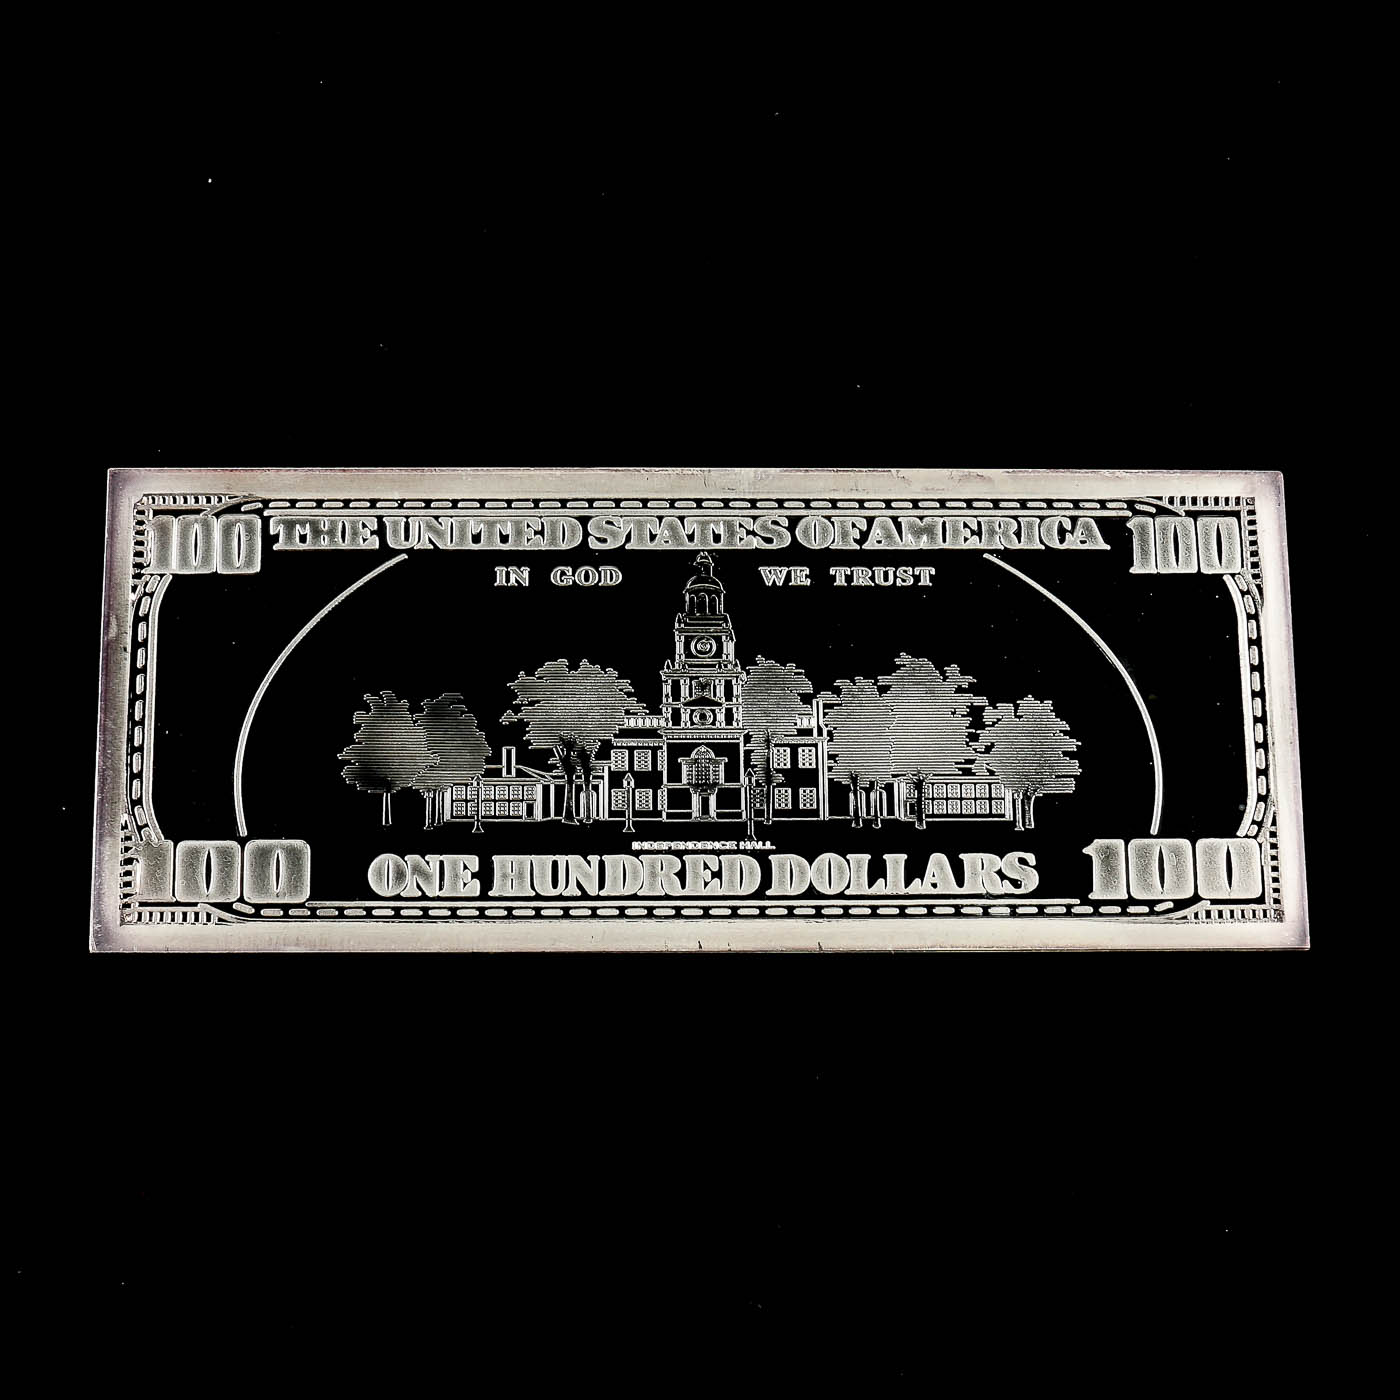 100 THE UNITED STATES OF AMERICA 100
IN GOD WE TRUST
INDEPENDENCE HALL
100 ONE HUNDRED DOLLARS 100